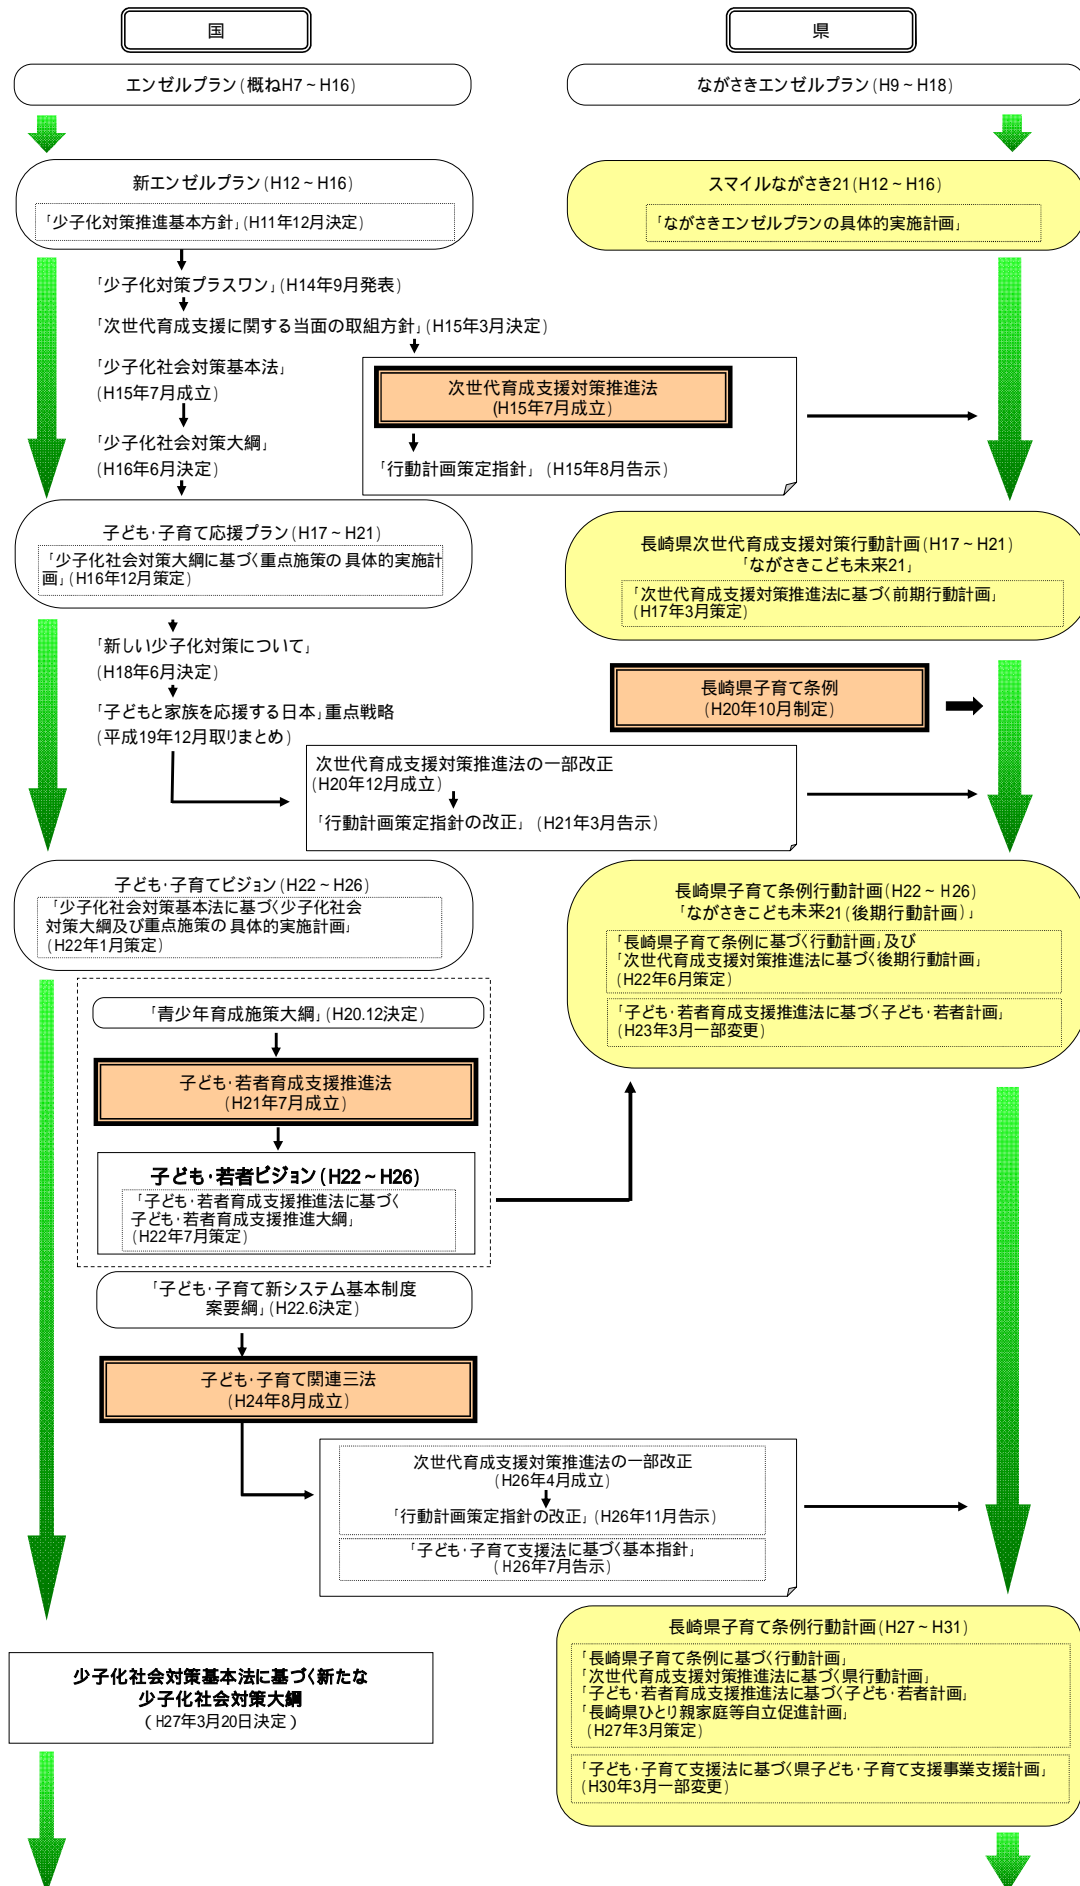 国
県
エンゼルプラン(概ねH7~H16)
ながさきエンゼルプラン(H9~H18)
新エンゼルプラン(H12~H16)
「少子化対策推進基本方針」(H11年12月決定)
スマイルながさき21(H12~H16)
「ながさきエンゼルプランの具体的実施計画」
「少子化対策プラスワン」(H14年9月発表)
「次世代育成支援に関する当面の取組方針」(H15年3月決定)
「少子化社会対策基本法」
(H15年7月成立)
次世代育成支援対策推進法
(H15年7月成立)
「少子化社会対策大綱」
(H16年6月決定)
「行動計画策定指針」(H15年8月告示)
子ども・子育て応援プラン(H17~H21)
「少子化社会対策大綱に基づく重点施策の具体的実施計
画」(H16年12月策定)
長崎県次世代育成支援対策行動計画(H17~H21)
「ながさきこども未来21」
「次世代育成支援対策推進法に基づく前期行動計画」
(H17年3月策定)
「新しい少子化対策について」
(H18年6月決定)
長崎県子育て条例
(H20年10月制定)
「子どもと家族を応援する日本」重点戦略
(平成19年12月取りまとめ)
次世代育成支援対策推進法の一部改正
(H20年12月成立)
「行動計画策定指針の改正」(H21年3月告示)
子ども・子育てビジョン(H22~H26)
「少子化社会対策基本法に基づく少子化社会
対策大綱及び重点施策の具体的実施計画」
(H22年1月策定)
長崎県子育て条例行動計画(H22~H26)
「ながさきこども未来21(後期行動計画)」
「長崎県子育て条例に基づく行動計画」及び
「次世代育成支援対策推進法に基づく後期行動計画」
(H22年6月策定)
「子ども・若者育成支援推進法に基づく子ども・若者計画」
(H23年3月一部変更)
「青少年育成施策大綱」(H20.12決定)
子ども・若者育成支援推進法
(H21年7月成立)
子ども・若者ビジョン(H22~H26)
「子ども・若者育成支援推進法に基づく
子ども・若者育成支援推進大綱」
(H22年7月策定)
「子ども・子育て新システム基本制度
案要綱」(H22.6決定)
子ども・子育て関連三法
(H24年8月成立)
次世代育成支援対策推進法の一部改正
(H26年4月成立)
「行動計画策定指針の改正」(H26年11月告示)
「子ども・子育て支援法に基づく基本指針」
(H26年7月告示)
長崎県子育て条例行動計画(H27~H31)
「長崎県子育て条例に基づく行動計画」
「次世代育成支援対策推進法に基づく県行動計画」
「子ども・若者育成支援推進法に基づく子ども・若者計画」
「長崎県ひとり親家庭等自立促進計画」
(H27年3月策定)
「子ども・子育て支援法に基づく県子ども・子育て支援事業支援計画」
(H30年3月一部変更)
少子化社会対策基本法に基づく新たな
少子化社会対策大綱
(H27年3月20日決定)